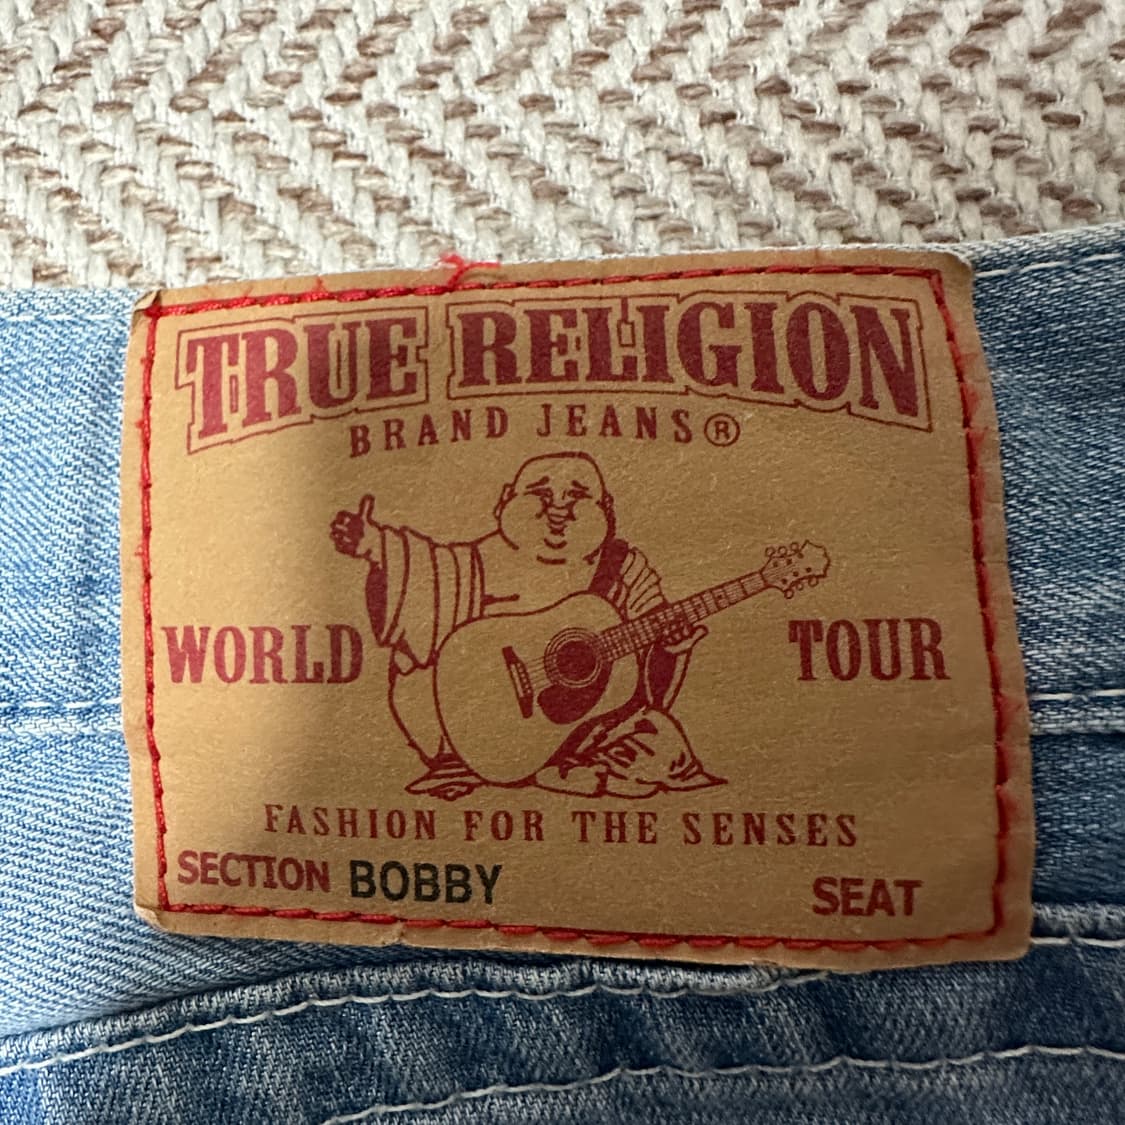 TRUE RELIGION
BRAND JEANS®
WORLD TOUR
FASHION FOR THE SENSES
SECTION BOBBY SEAT